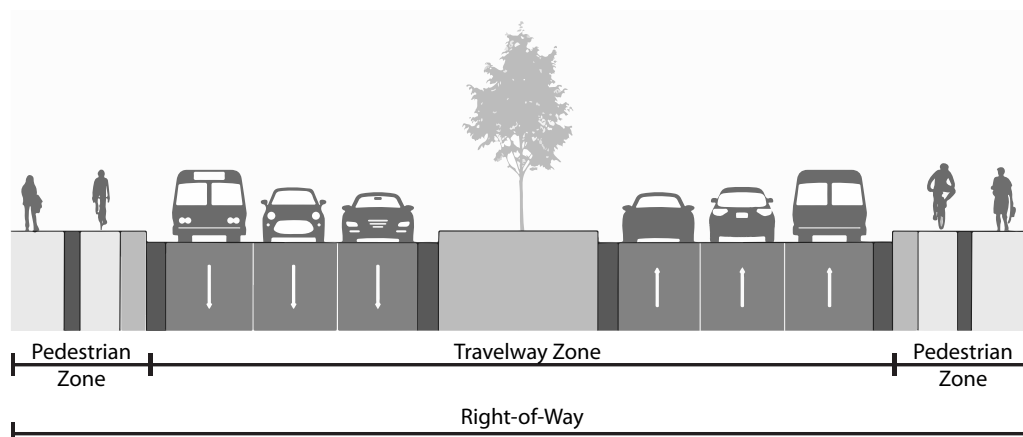 Pedestrian
Zone
Travelway Zone
Pedestrian
Zone
Right-of-Way